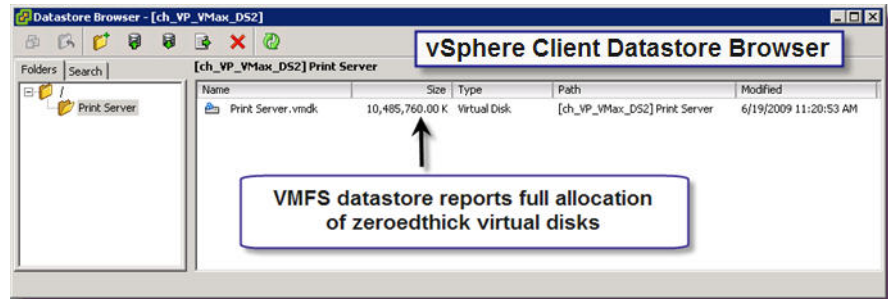 Datastore Browser - [ch_VP_VMax_DS2]
vSphere Client Datastore Browser
Folders Search
[ch_VP_VMax_DS2] Print Server
/
Print Server
Name Size Type Path Modified
Print Server.vmdk 10,485,760.00 K Virtual Disk [ch_VP_VMax_DS2] Print Server 6/19/2009 11:20:53 AM
VMFS datastore reports full allocation
of zeroedthick virtual disks